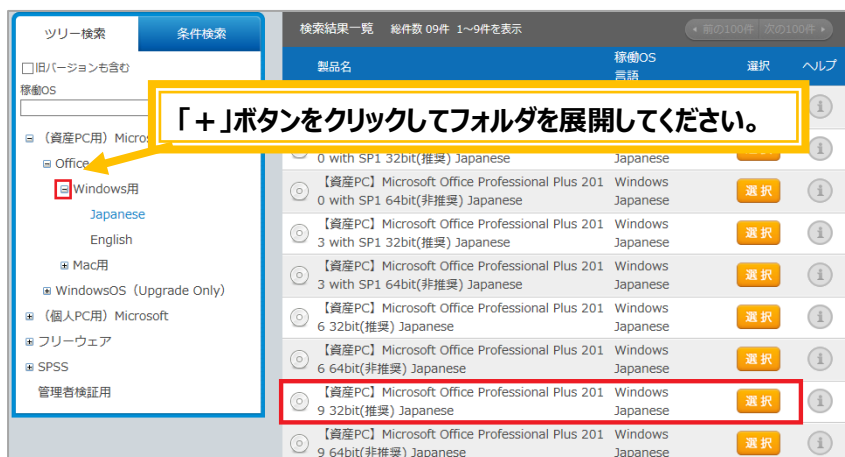 ツリー検索
条件検索
旧バージョンも含む
稼働OS
(資産PC用) Micros
Office
Windows用
Japanese
English
Mac用
WindowsOS (Upgrade Only)
(個人PC用) Microsoft
フリーウェア
SPSS
管理者検証用
検索結果一覧 総件数 09件 1~9件を表示
前の100件 次の100件
製品名
稼働OS
言語
選択
ヘルプ
「+」ボタンをクリックしてフォルダを展開してください。
0 with SP1 32bit(推奨) Japanese Japanese
【資産PC】Microsoft Office Professional Plus 201 Windows
0 with SP1 64bit(非推奨) Japanese Japanese
選択
【資産PC】Microsoft Office Professional Plus 201 Windows
3 with SP1 32bit(推奨) Japanese Japanese
選択
【資産PC】Microsoft Office Professional Plus 201 Windows
3 with SP1 64bit(非推奨) Japanese Japanese
選択
【資産PC】Microsoft Office Professional Plus 201 Windows
6 32bit(推奨) Japanese Japanese
選択
【資産PC】Microsoft Office Professional Plus 201 Windows
6 64bit(非推奨) Japanese Japanese
選択
【資産PC】Microsoft Office Professional Plus 201 Windows
9 32bit(推奨) Japanese Japanese
選択
【資産PC】Microsoft Office Professional Plus 201 Windows
9 64bit(非推奨) Japanese Japanese
選択